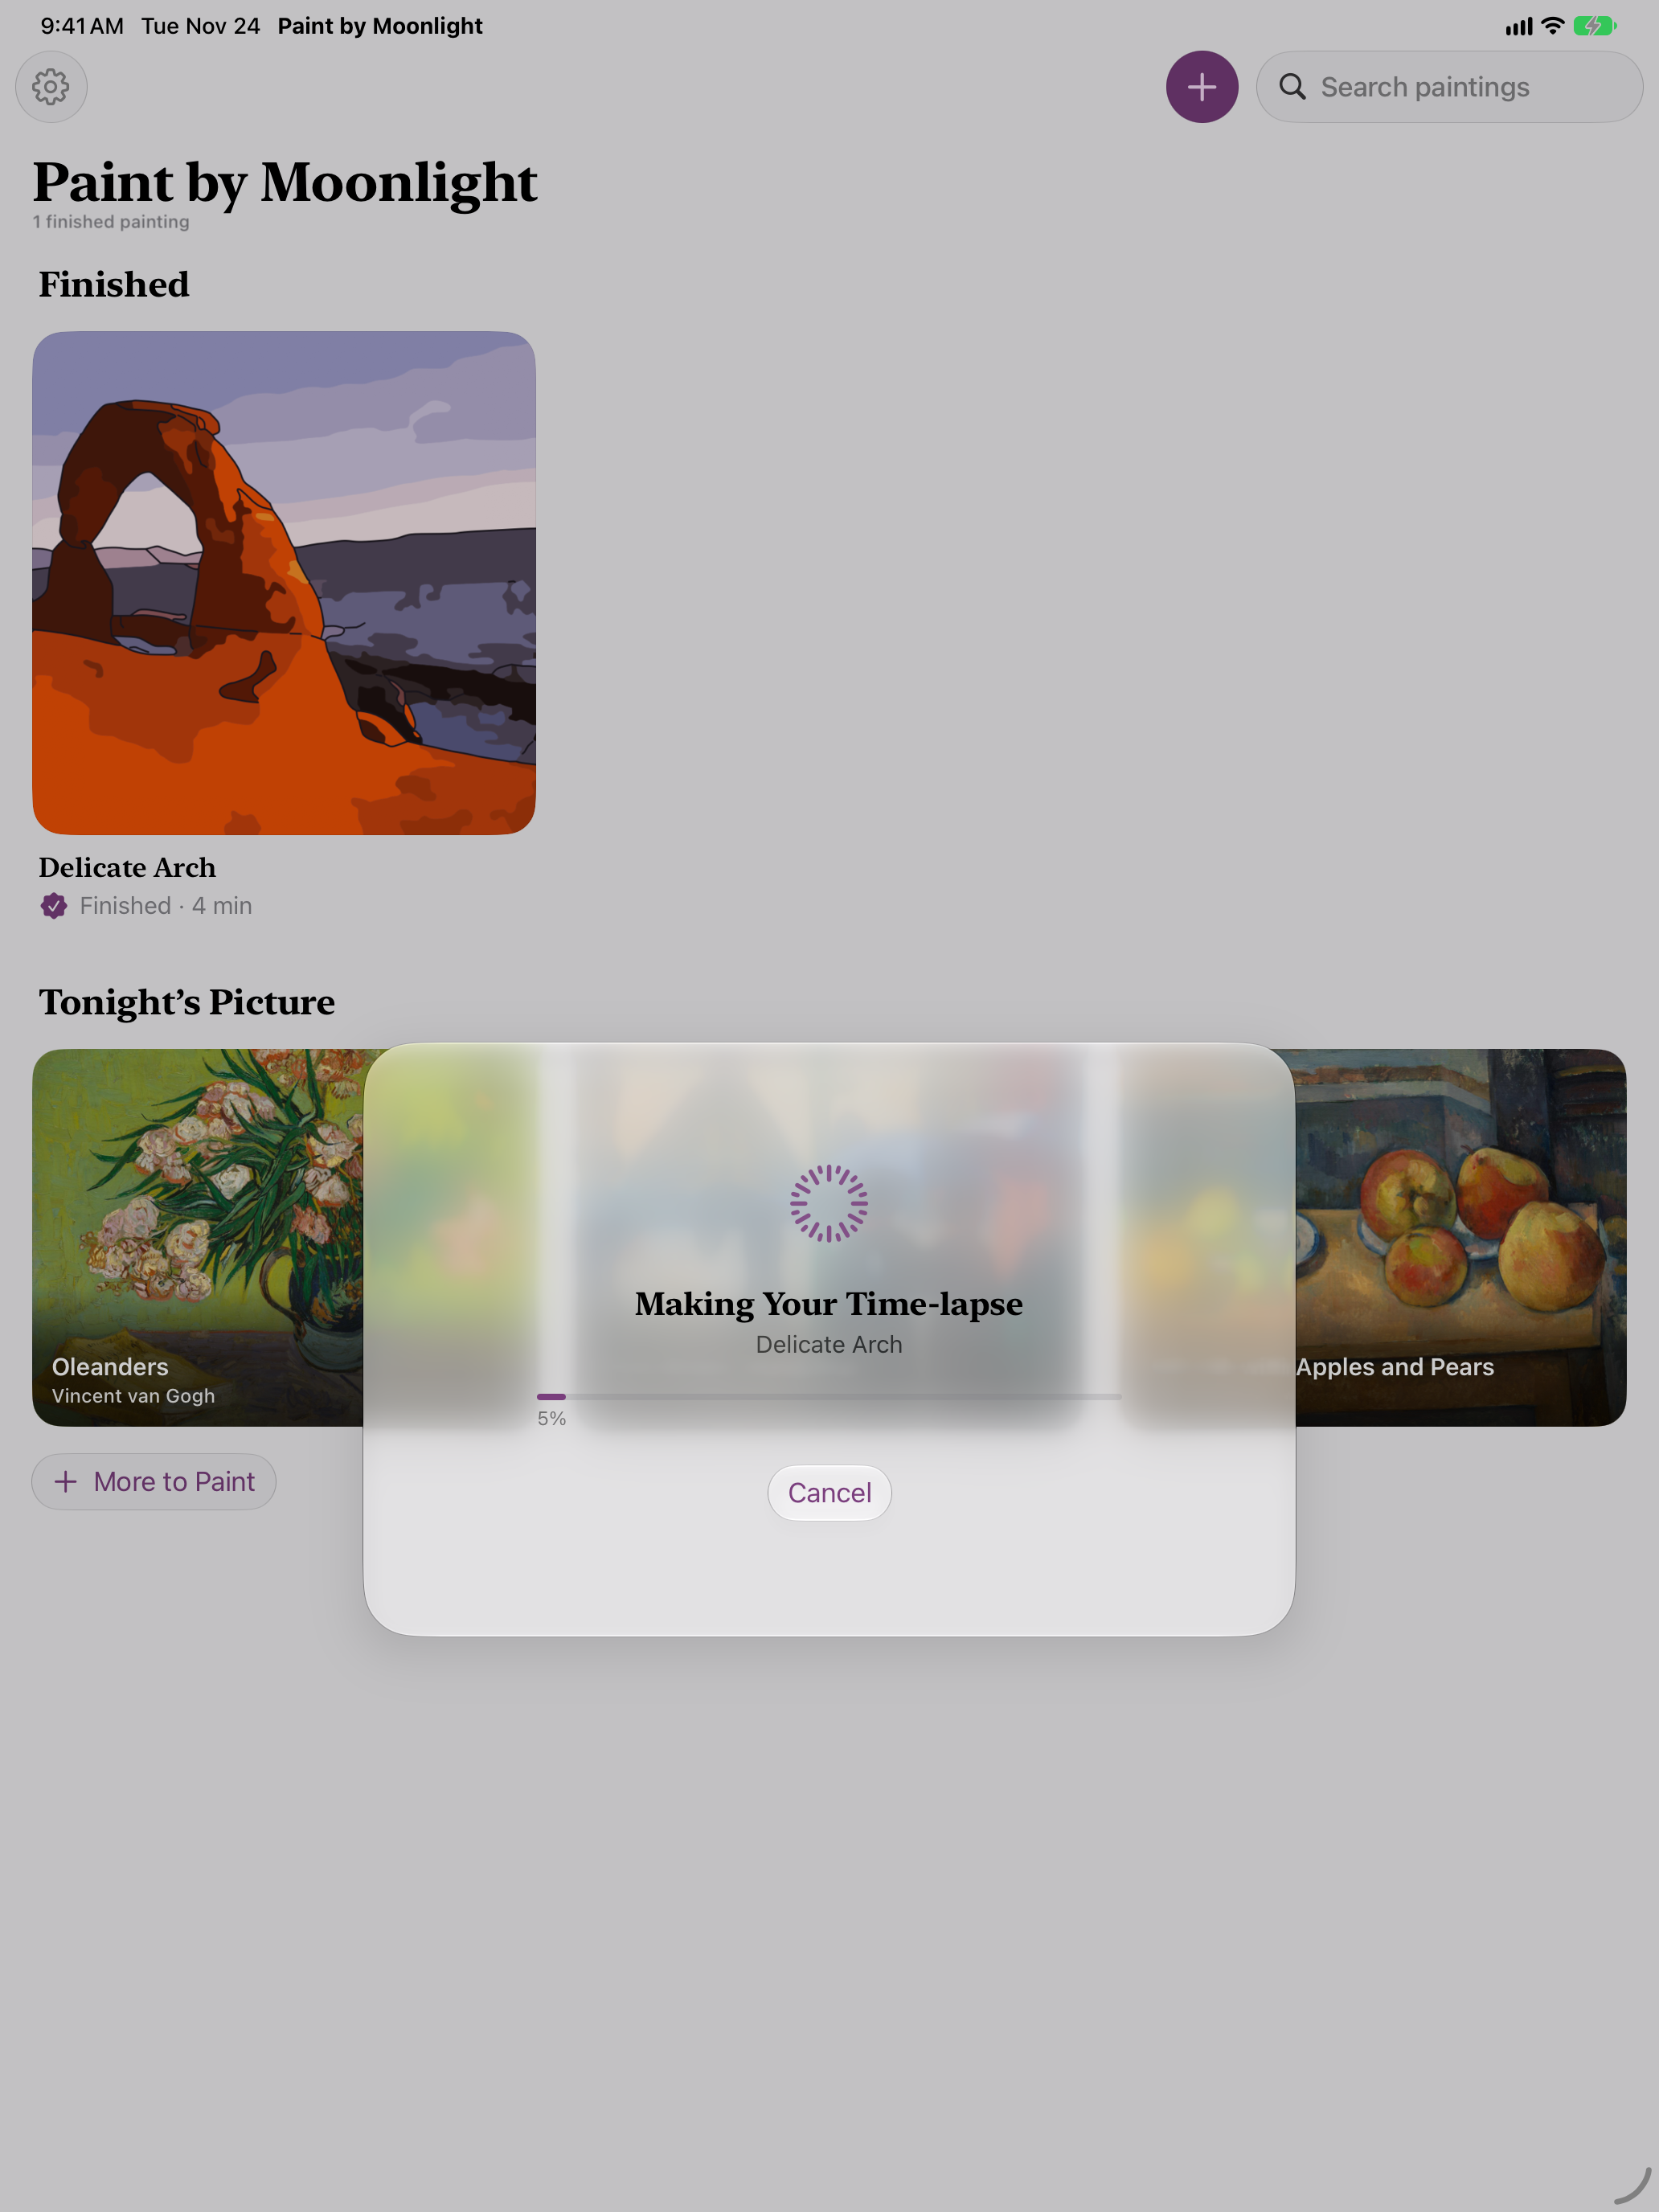 9:41 AM Tue Nov 24 Paint by Moonlight
Search paintings
Paint by Moonlight
1 finished painting
Finished
Delicate Arch
Finished · 4 min
Tonight’s Picture
Oleanders
Vincent van Gogh
Apples and Pears
Making Your Time-lapse
Delicate Arch
5%
Cancel
More to Paint